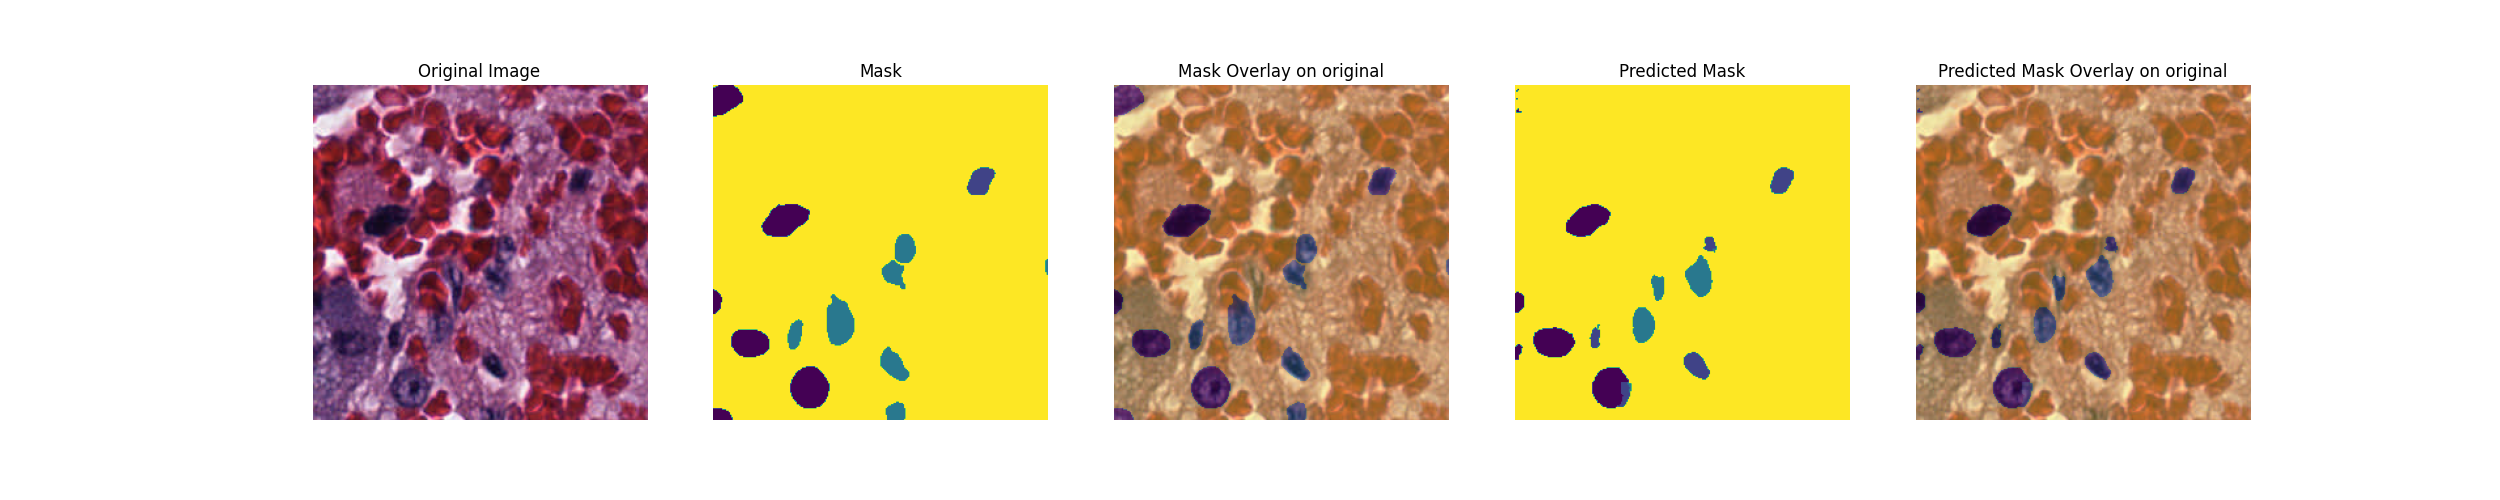 Original Image
Mask
Mask Overlay on original
Predicted Mask
Predicted Mask Overlay on original